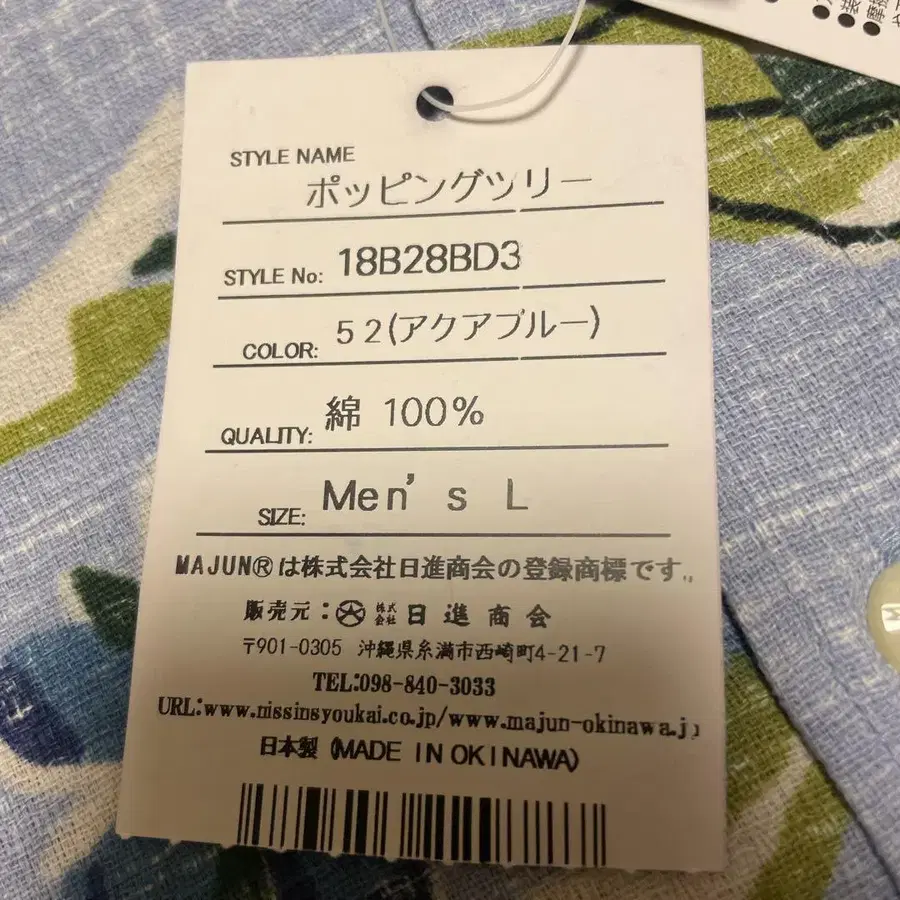 STYLE NAME
ポッピングツリー
STYLE No: 18B28BD3
COLOR: 52(アクアブルー)
QUALITY: 綿 100%
SIZE: Men's L
MAJUN®は株式会社日進商会の登録商標です。
販売元:株式会社 日進商会
〒901-0305 沖縄県糸満市西崎町4-21-7
TEL:098-840-3033
URL:www.nissinsyoukai.co.jp/www.majun-okinawa.j
日本製 (MADE IN OKINAWA)